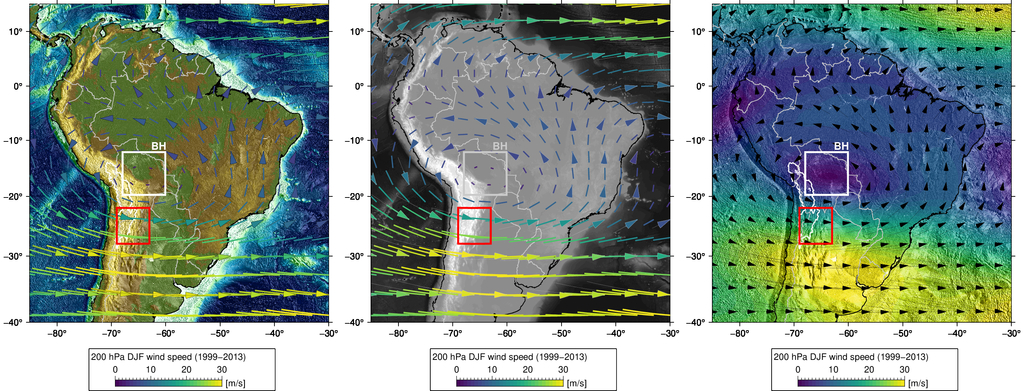 10° 10° 10°
0° 0° 0°
−10° BH −10° BH −10° BH
−20° −20° −20°
−30° −30° −30°
−40° −40° −40°
−80° −70° −60° −50° −40° −30° −80° −70° −60° −50° −40° −30° −80° −70° −60° −50° −40° −30°
200 hPa DJF wind speed (1999−2013) 200 hPa DJF wind speed (1999−2013) 200 hPa DJF wind speed (1999−2013)
0 10 20 30 [m/s] 0 10 20 30 [m/s] 0 10 20 30 [m/s]